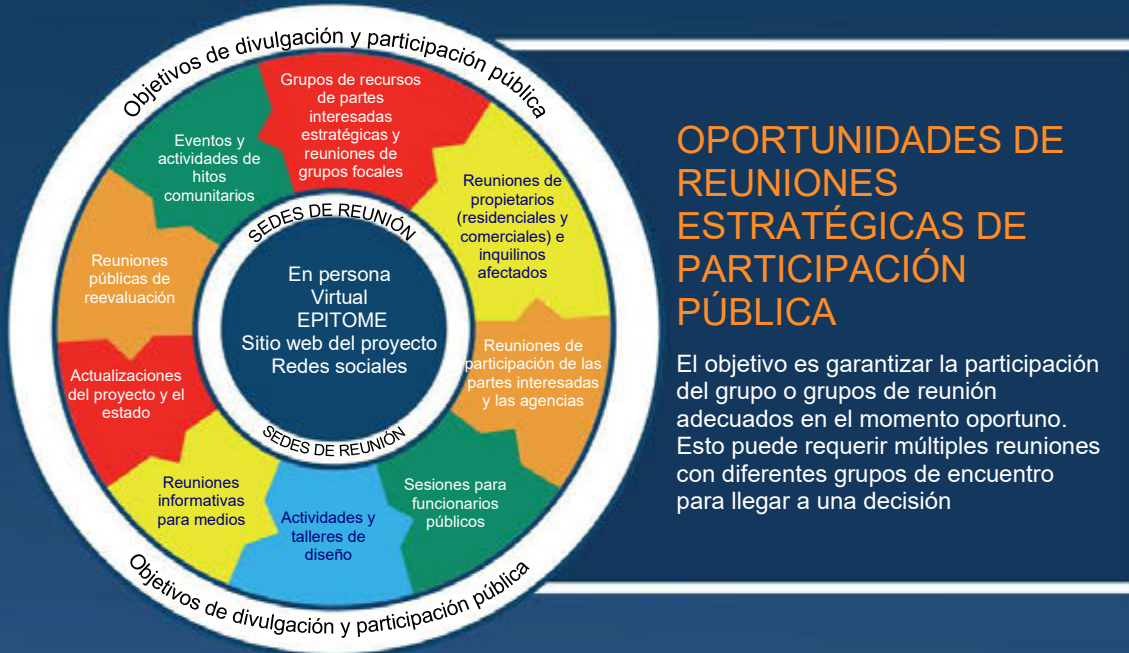 Objetivos de divulgación y participación pública
Grupos de recursos
de partes
interesadas
estratégicas y
reuniones de
grupos focales
Reuniones de
propietarios
(residenciales y
comerciales) e
inquilinos
afectados
Reuniones de
participación de las
partes interesadas
y las agencias
Sesiones para
funcionarios
públicos
Actividades y
talleres de
diseño
Reuniones
informativas
para medios
Actualizaciones
del proyecto y el
estado
Reuniones
públicas de
reevaluación
Eventos y
actividades de
hitos
comunitarios
SEDES DE REUNIÓN
En persona
Virtual
EPITOME
Sitio web del proyecto
Redes sociales
SEDES DE REUNIÓN
Objetivos de divulgación y participación pública
OPORTUNIDADES DE
REUNIONES
ESTRATÉGICAS DE
PARTICIPACIÓN
PÚBLICA
El objetivo es garantizar la participación
del grupo o grupos de reunión
adecuados en el momento oportuno.
Esto puede requerir múltiples reuniones
con diferentes grupos de encuentro
para llegar a una decisión